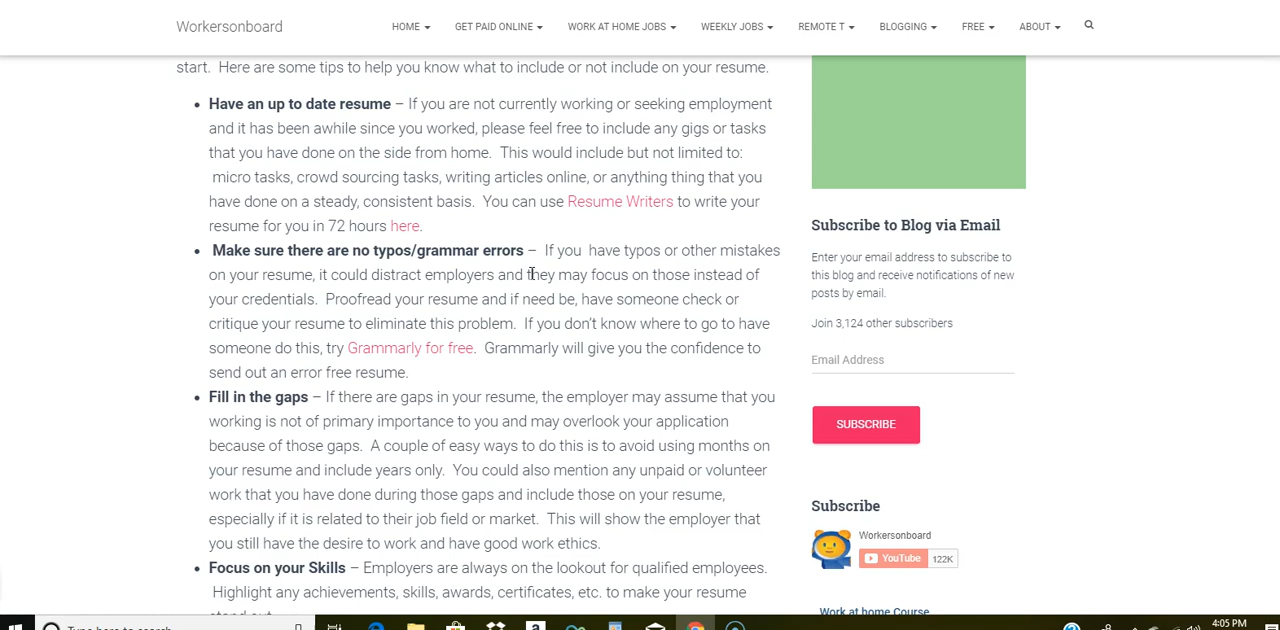 Workersonboard
HOME
GET PAID ONLINE
WORK AT HOME JOBS
WEEKLY JOBS
REMOTE T
BLOGGING
FREE
ABOUT
start.  Here are some tips to help you know what to include or not include on your resume.
Have an up to date resume – If you are not currently working or seeking employment
and it has been awhile since you worked, please feel free to include any gigs or tasks
that you have done on the side from home.  This would include but not limited to:
micro tasks, crowd sourcing tasks, writing articles online, or anything thing that you
have done on a steady, consistent basis.  You can use Resume Writers to write your
resume for you in 72 hours here.
Make sure there are no typos/grammar errors –  If you  have typos or other mistakes
on your resume, it could distract employers and they may focus on those instead of
your credentials.  Proofread your resume and if need be, have someone check or
critique your resume to eliminate this problem.  If you don’t know where to go to have
someone do this, try Grammarly for free.  Grammarly will give you the confidence to
send out an error free resume.
Fill in the gaps – If there are gaps in your resume, the employer may assume that you
working is not of primary importance to you and may overlook your application
because of those gaps.  A couple of easy ways to do this is to avoid using months on
your resume and include years only.  You could also mention any unpaid or volunteer
work that you have done during those gaps and include those on your resume,
especially if it is related to their job field or market.  This will show the employer that
you still have the desire to work and have good work ethics.
Focus on your Skills – Employers are always on the lookout for qualified employees.
Highlight any achievements, skills, awards, certificates, etc. to make your resume
stand out
Subscribe to Blog via Email
Enter your email address to subscribe to
this blog and receive notifications of new
posts by email.
Join 3,124 other subscribers
Email Address
SUBSCRIBE
Subscribe
Workersonboard
YouTube 122K
Work at home Course
Type here to search
4:05 PM